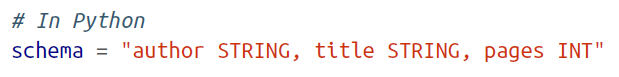 # In Python
schema = "author STRING, title STRING, pages INT"